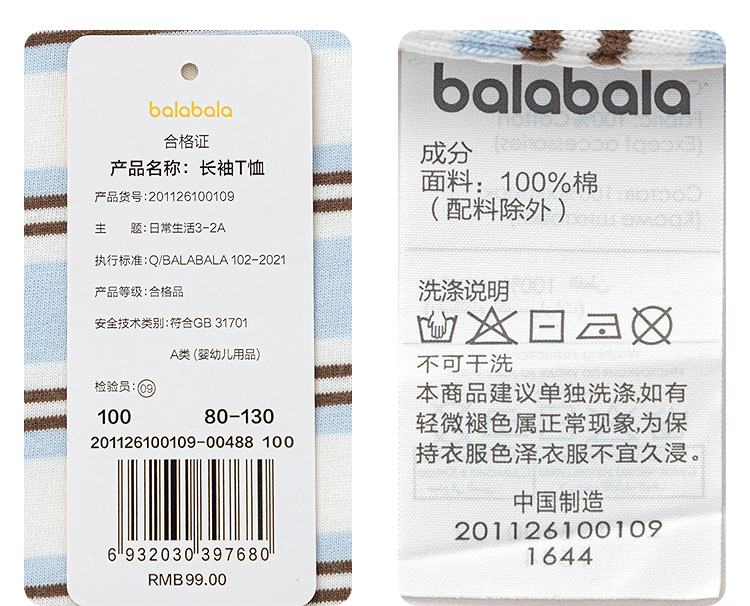 balabala
合格证
产品名称：长袖T恤
产品货号:201126100109
主 题:日常生活3-2A
执行标准:Q/BALABALA 102-2021
产品等级:合格品
安全技术类别:符合GB 31701
A类 (婴幼儿用品)
检验员:09
100 80-130
201126100109-00488 100
6 932030 397680
RMB99.00
balabala
成分
面料：100%棉
（配料除外）
洗涤说明
不可干洗
本商品建议单独洗涤,如有
轻微褪色属正常现象,为保
持衣服色泽,衣服不宜久浸。
中国制造
201126100109
1644